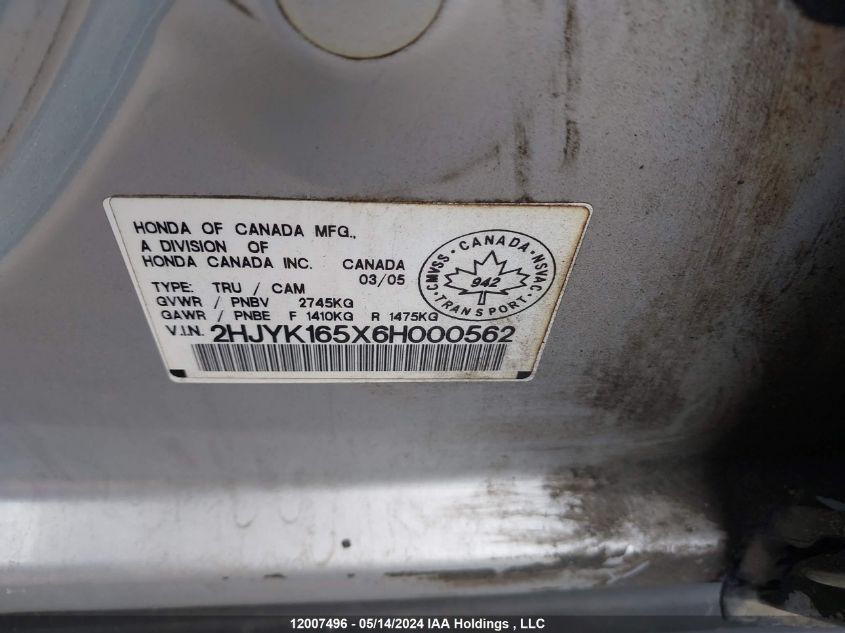 HONDA OF CANADA MFG.,
A DIVISION OF
HONDA CANADA INC. CANADA
03/05
TYPE: TRU / CAM
GVWR / PNBV 2745KG
GAWR / PNBE F 1410KG R 1475KG
V.I.N. 2HJYK165X6H000562
CMVSS · CANADA · NSVAC
942
· TRANSPORT ·
12007496 - 05/14/2024 IAA Holdings , LLC